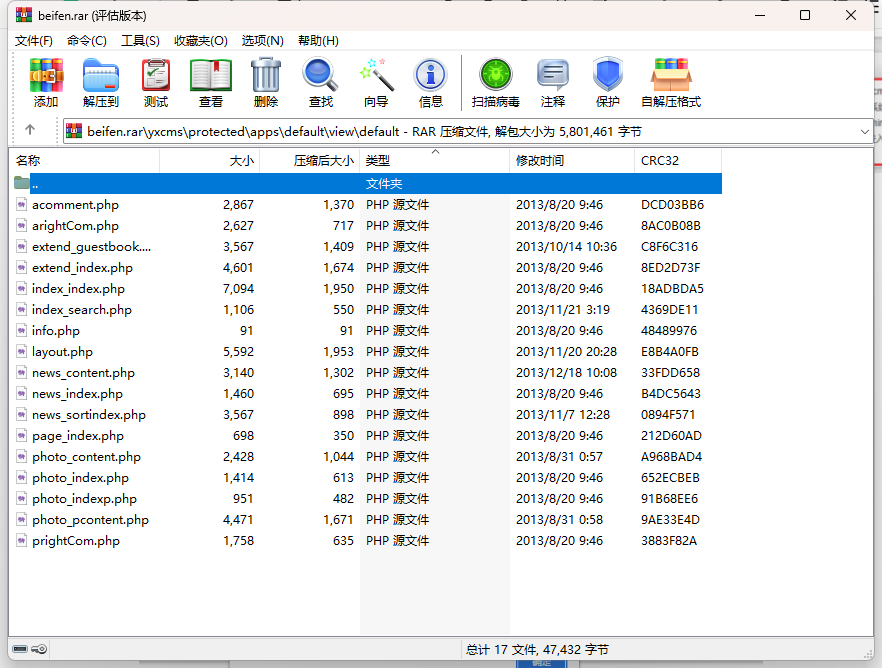 beifen.rar (评估版本)
文件(F) 命令(C) 工具(S) 收藏夹(O) 选项(N) 帮助(H)
添加 解压到 测试 查看 删除 查找 向导 信息 扫描病毒 注释 保护 自解压格式
beifen.rar\yxcms\protected\apps\default\view\default - RAR 压缩文件, 解包大小为 5,801,461 字节
名称 大小 压缩后大小 类型 修改时间 CRC32
.. 文件夹
acomment.php 2,867 1,370 PHP 源文件 2013/8/20 9:46 DCD03BB6
arightCom.php 2,627 717 PHP 源文件 2013/8/20 9:46 8AC0B08B
extend_guestbook.... 3,567 1,409 PHP 源文件 2013/10/14 10:36 C8F6C316
extend_index.php 4,601 1,674 PHP 源文件 2013/8/20 9:46 8ED2D73F
index_index.php 7,094 1,950 PHP 源文件 2013/8/20 9:46 18ADBDA5
index_search.php 1,106 550 PHP 源文件 2013/11/21 3:19 4369DE11
info.php 91 91 PHP 源文件 2013/8/20 9:46 48489976
layout.php 5,592 1,953 PHP 源文件 2013/11/20 20:28 E8B4A0FB
news_content.php 3,140 1,302 PHP 源文件 2013/12/18 10:08 33FDD658
news_index.php 1,460 695 PHP 源文件 2013/8/20 9:46 B4DC5643
news_sortindex.php 3,567 898 PHP 源文件 2013/11/7 12:28 0894F571
page_index.php 698 350 PHP 源文件 2013/8/20 9:46 212D60AD
photo_content.php 2,428 1,044 PHP 源文件 2013/8/31 0:57 A968BAD4
photo_index.php 1,414 613 PHP 源文件 2013/8/20 9:46 652ECBEB
photo_indexp.php 951 482 PHP 源文件 2013/8/20 9:46 91B68EE6
photo_pcontent.php 4,471 1,671 PHP 源文件 2013/8/31 0:58 9AE33E4D
prightCom.php 1,758 635 PHP 源文件 2013/8/20 9:46 3883F82A
总计 17 文件, 47,432 字节